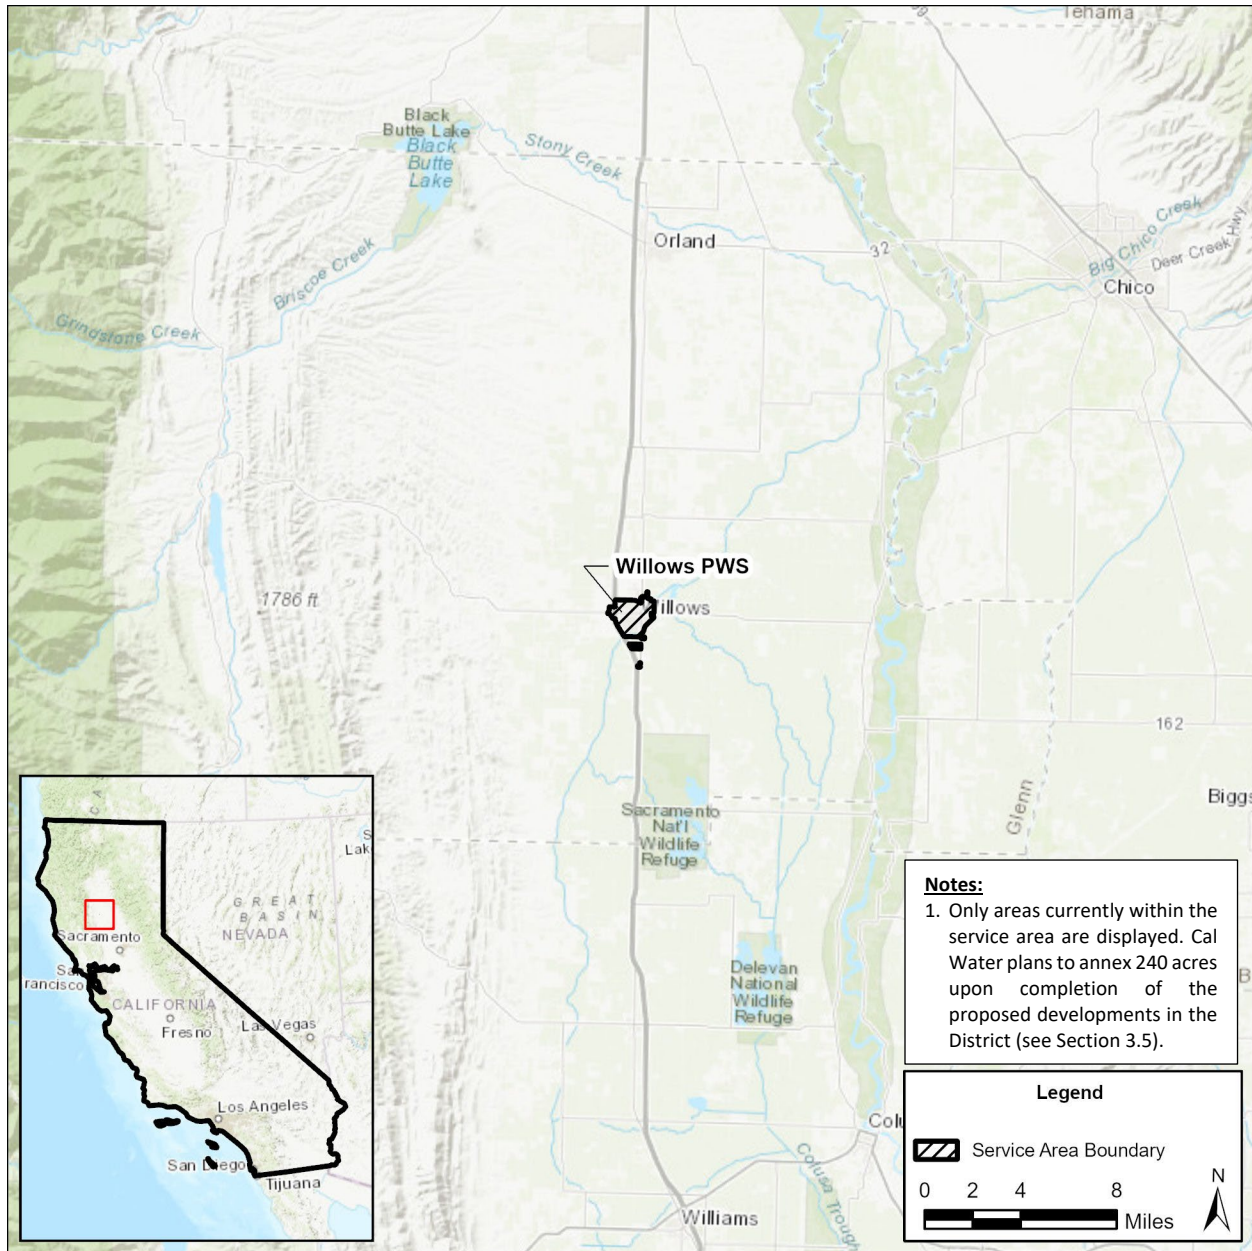 Tehama
99
Black
Butte Lake
Black
Butte
Lake
Stony Creek
Orland
32
Big Chico Creek
Deer Creek Hwy
Chico
Briscoe Creek
Grindstone Creek
Willows PWS
1786 ft
illows
162
Glenn
Biggs
Sacramento
Nat'l
Wildlife
Refuge
Delevan
National
Wildlife
Refuge
Colusa Trough
Colu
Williams
GREAT
BASIN
NEVADA
Lak
Sacramento
San
rancisco
CALIFORNIA
Fresno
Las Vegas
Los Angeles
San Diego
Tijuana
Notes:
1. Only areas currently within the
service area are displayed. Cal
Water plans to annex 240 acres
upon completion of the
proposed developments in the
District (see Section 3.5).
Legend
Service Area Boundary
0 2 4 8
Miles
N